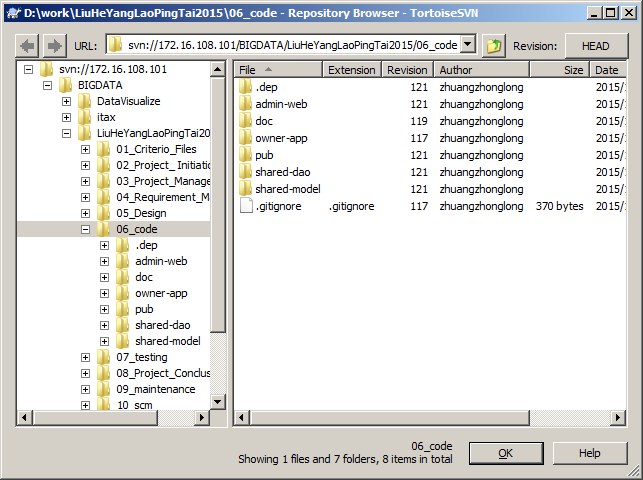 D:\work\LiuHeYangLaoPingTai2015\06_code - Repository Browser - TortoiseSVN
URL: svn://172.16.108.101/BIGDATA/LiuHeYangLaoPingTai2015/06_code Revision: HEAD
svn://172.16.108.101
BIGDATA
DataVisualize
itax
LiuHeYangLaoPingTai20
01_Criterio_Files
02_Project_Initiatio
03_Project_Manage
04_Requirement_M
05_Design
06_code
.dep
admin-web
doc
owner-app
pub
shared-dao
shared-model
07_testing
08_Project_Conclus
09_maintenance
10_scm
File Extension Revision Author Size Date
.dep 121 zhuangzhonglong 2015/
admin-web 121 zhuangzhonglong 2015/
doc 119 zhuangzhonglong 2015/
owner-app 117 zhuangzhonglong 2015/
pub 121 zhuangzhonglong 2015/
shared-dao 121 zhuangzhonglong 2015/
shared-model 121 zhuangzhonglong 2015/
.gitignore .gitignore 117 zhuangzhonglong 370 bytes 2015/
06_code
Showing 1 files and 7 folders, 8 items in total
OK
Help